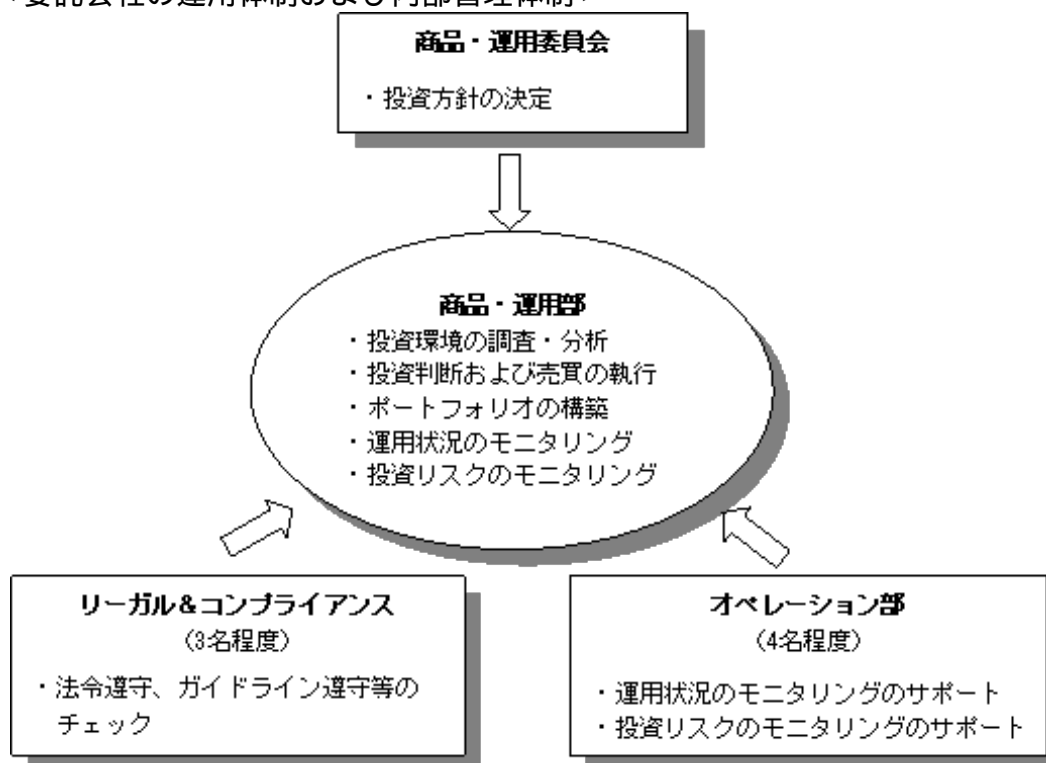 委託会社の運用体制および内部管理体制
商品・運用委員会
・投資方針の決定
商品・運用部
・投資環境の調査・分析
・投資判断および売買の執行
・ポートフォリオの構築
・運用状況のモニタリング
・投資リスクのモニタリング
リーガル＆コンプライアンス
（3名程度）
・法令遵守、ガイドライン遵守等の
チェック
オペレーション部
（4名程度）
・運用状況のモニタリングのサポート
・投資リスクのモニタリングのサポート